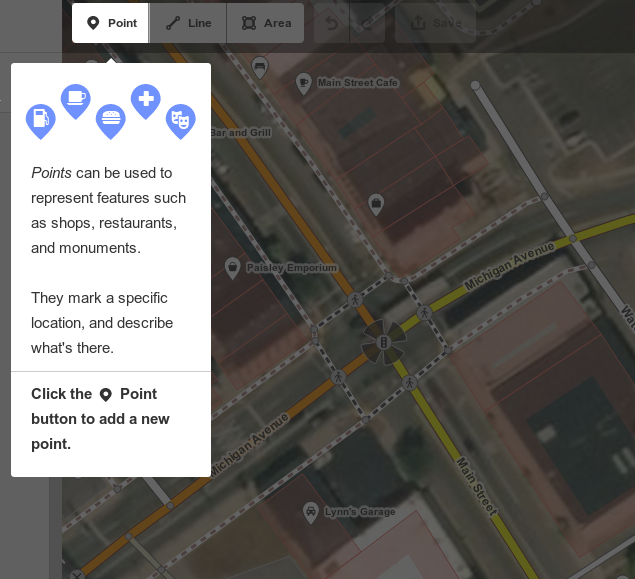 Point
Line
Area
Save
Main Street Cafe
Bar and Grill
Points can be used to
represent features such
as shops, restaurants,
and monuments.
Michigan Avenue
Paisley Emporium
They mark a specific
location, and describe
what's there.
Click the Point
button to add a new
point.
Michigan Avenue
Main Street
Lynn's Garage